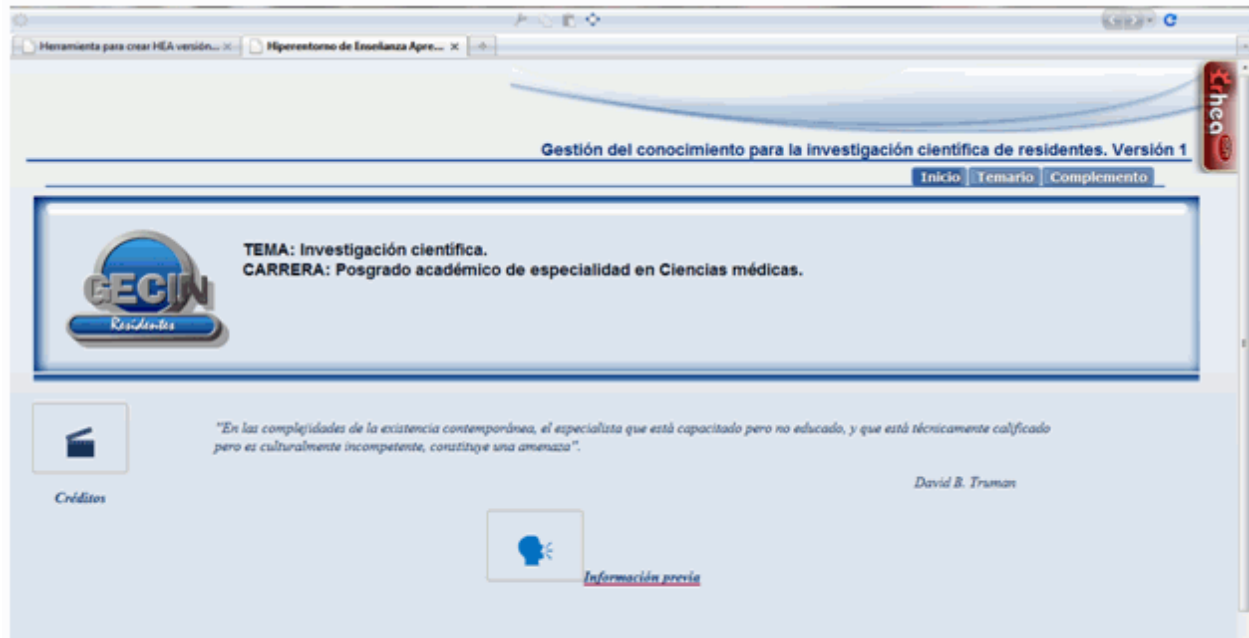 Herramienta para crear HEA versión...
Hiperentorno de Enseñanza Apre...
Crhea
Gestión del conocimiento para la investigación científica de residentes. Versión 1
Inicio Temario Complemento
GECIN
Residentes
TEMA: Investigación científica.
CARRERA: Posgrado académico de especialidad en Ciencias médicas.
"En las complejidades de la existencia contemporánea, el especialista que está capacitado pero no educado, y que está técnicamente calificado
pero es culturalmente incompetente, constituye una amenaza".
David B. Truman
Créditos
Información previa